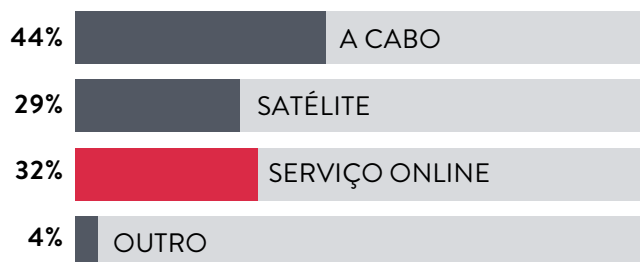 44% A CABO
29% SATÉLITE
32% SERVIÇO ONLINE
4% OUTRO